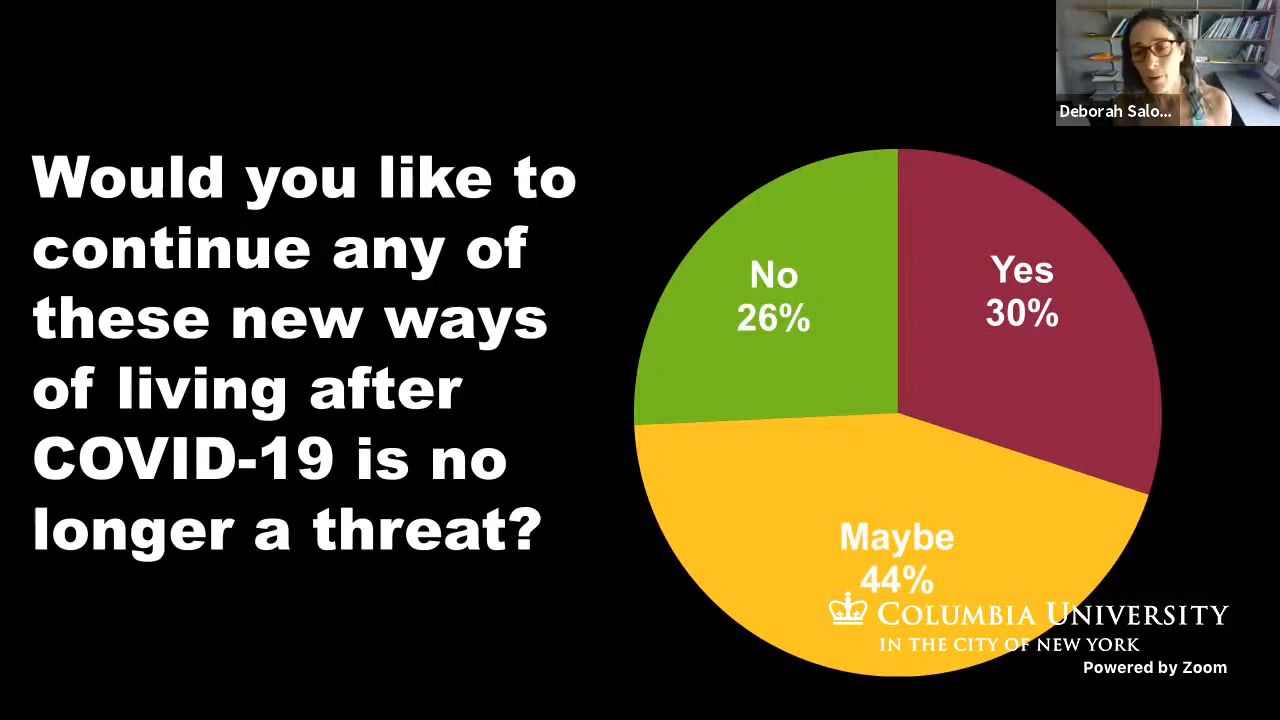 Deborah Salo...
Would you like to
continue any of
these new ways
of living after
COVID-19 is no
longer a threat?
No
26%
Yes
30%
Maybe
44%
COLUMBIA UNIVERSITY
IN THE CITY OF NEW YORK
Powered by Zoom